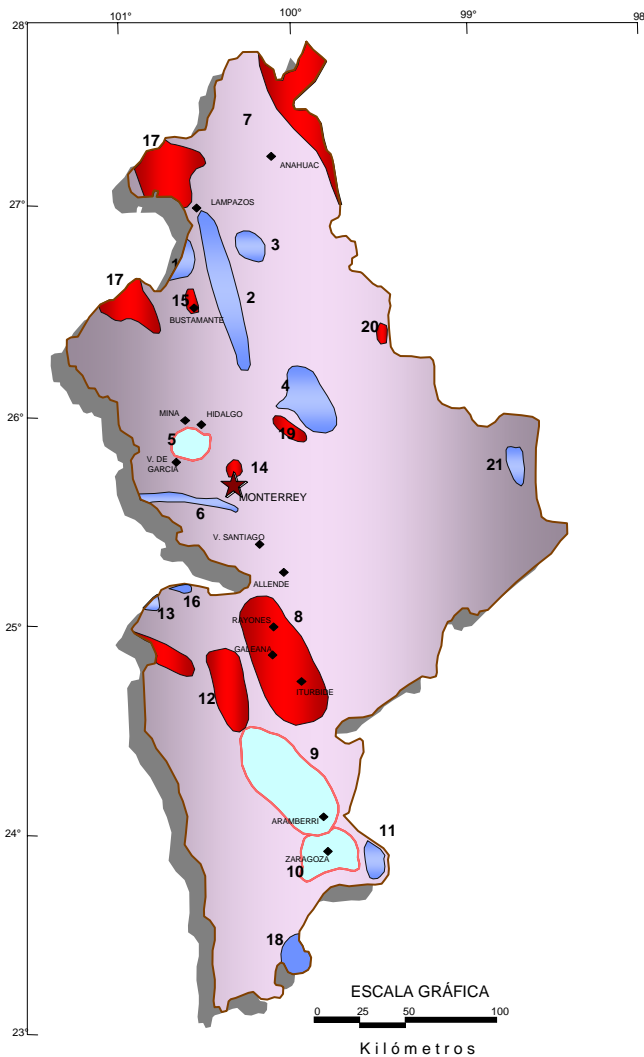 28°
101°
100°
99°
98
7
17
ANAHUAC
27°
LAMPAZOS
3
1
17
2
15
BUSTAMANTE
20
4
26°
MINA
HIDALGO
19
5
V. DE
GARCIA
14
21
MONTERREY
6
V. SANTIAGO
ALLENDE
16
13
25°
RAYONES
8
GALEANA
ITURBIDE
12
9
ARAMBERRI
24°
11
ZARAGOZA
10
18
ESCALA GRÁFICA
0 25 50 100
Kilómetros
23°